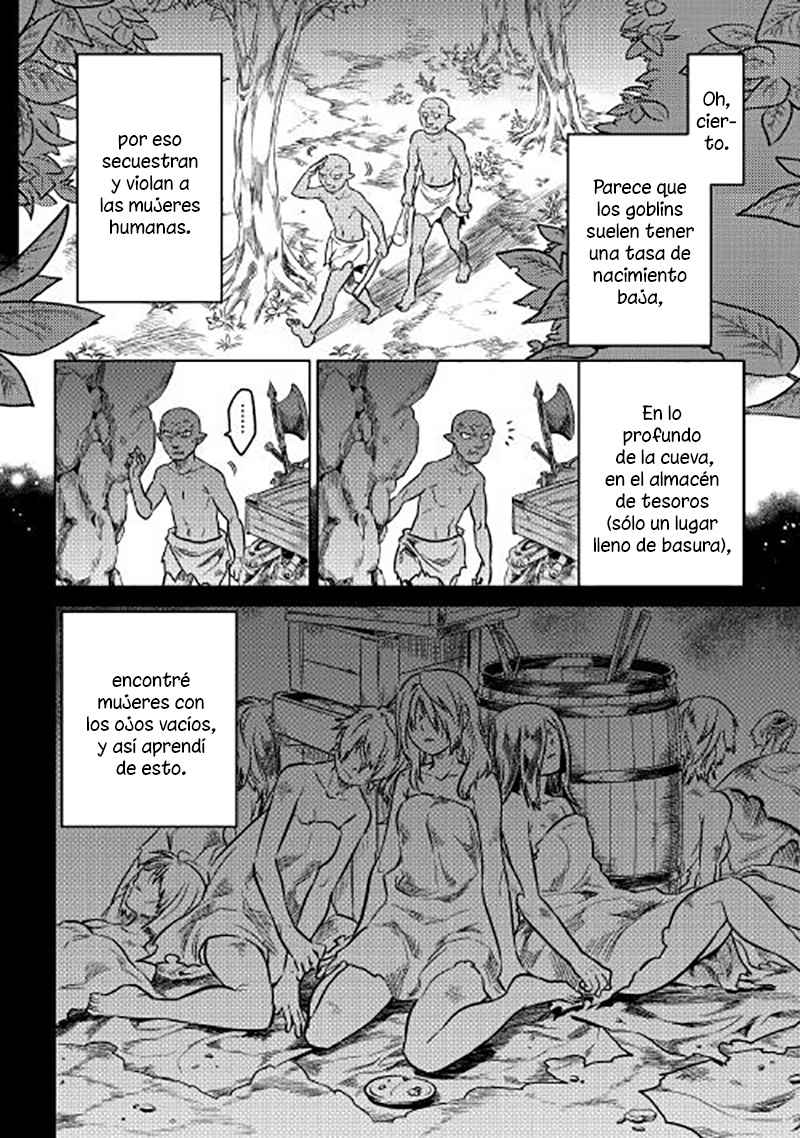 Oh,
cier-
to.
Parece que
los goblins
suelen tener
una tasa de
nacimiento
baja,
por eso
secuestran
y violan a
las mujeres
humanas.
En lo
profundo
de la cueva,
en el almacén
de tesoros
(sólo un lugar
lleno de basura),
......
encontré
mujeres con
los ojos vacíos,
y así aprendí
de esto.